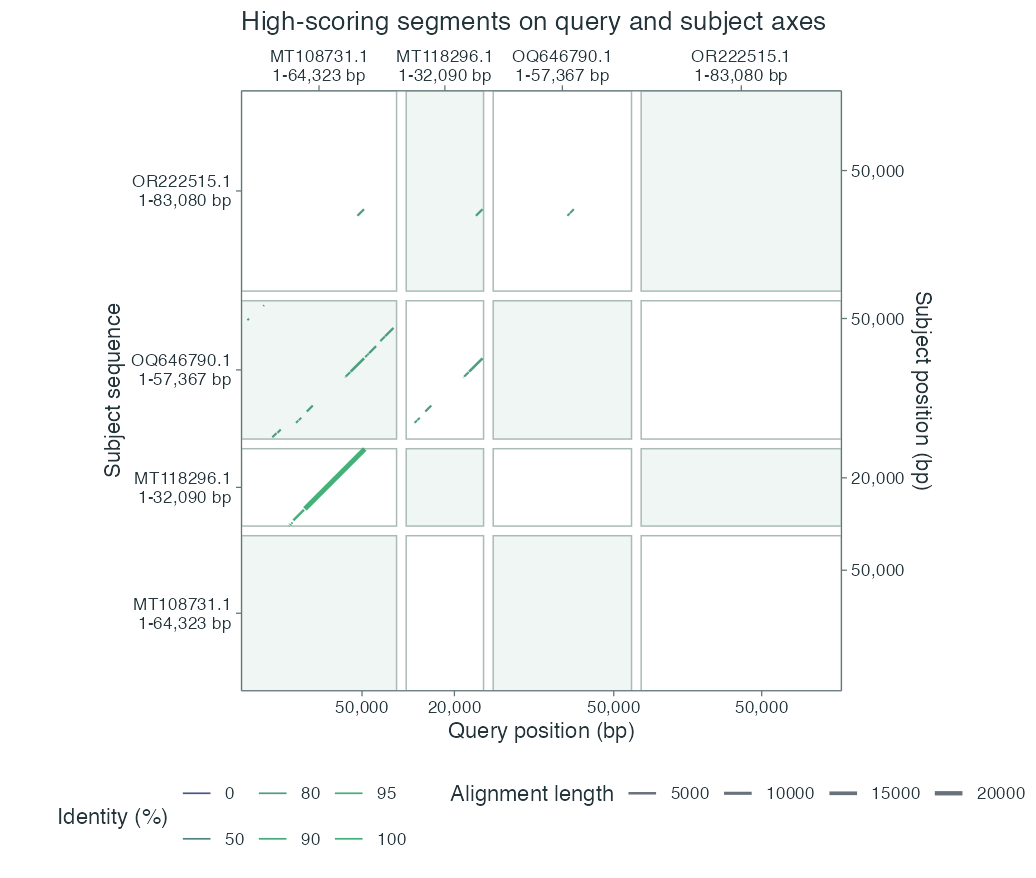 High-scoring segments on query and subject axes
MT108731.1 MT118296.1 OQ646790.1 OR222515.1
1-64,323 bp 1-32,090 bp 1-57,367 bp 1-83,080 bp
50,000
OR222515.1
1-83,080 bp
Subject sequence
50,000
OQ646790.1
1-57,367 bp
Subject position (bp)
MT118296.1
1-32,090 bp
20,000
50,000
MT108731.1
1-64,323 bp
50,000 20,000 50,000 50,000
Query position (bp)
Identity (%)
0 80 95
50 90 100
Alignment length 5000 10000 15000 20000